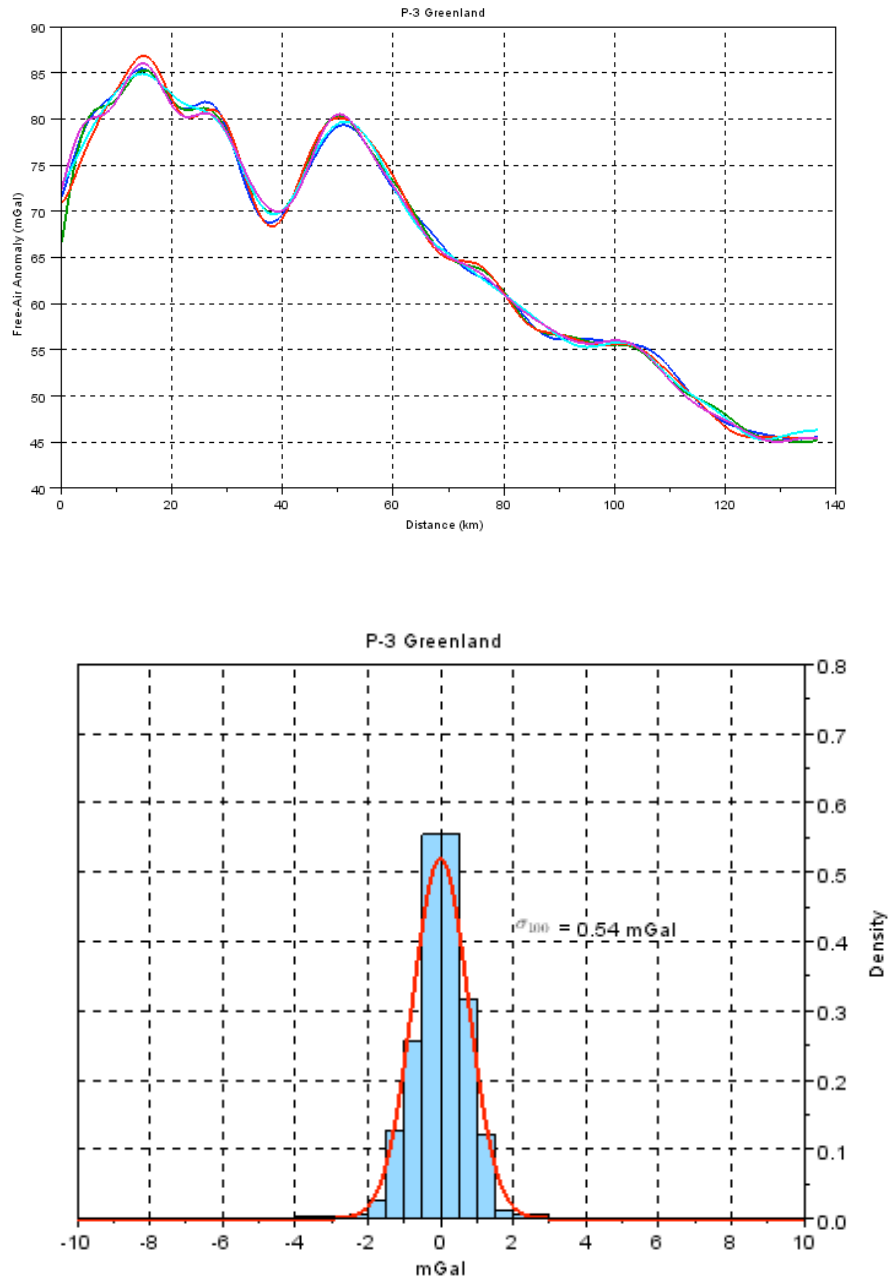 P-3 Greenland
90
85
80
75
70
65
60
55
50
45
40
Free-Air Anomaly (mGal)
0 20 40 60 80 100 120 140
Distance (km)
P-3 Greenland
0.8
0.7
0.6
0.5
σ100 = 0.54 mGal
0.4
0.3
0.2
0.1
0.0
Density
-10 -8 -6 -4 -2 0 2 4 6 8 10
mGal